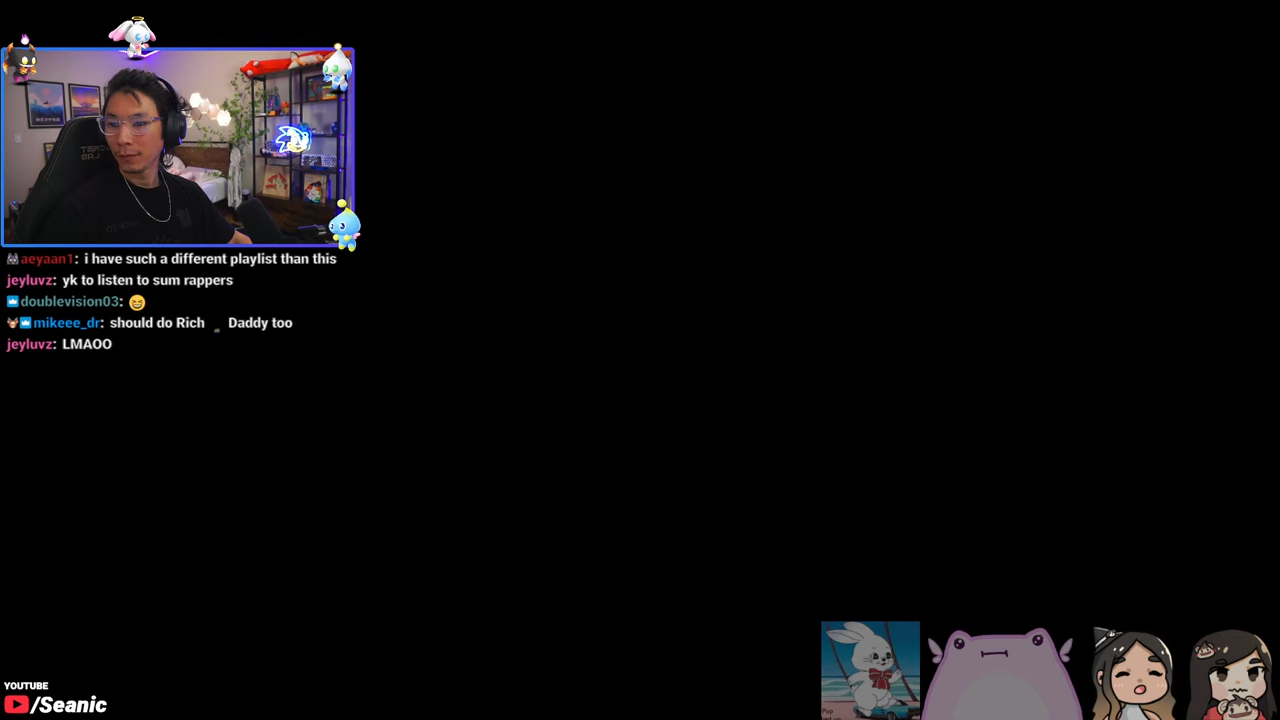 aeyaan1: i have such a different playlist than this
jeyluvz: yk to listen to sum rappers
doublevision03: 😆
mikeee_dr: should do Rich Daddy too
jeyluvz: LMAOO
Pop
YOUTUBE
/Seanic